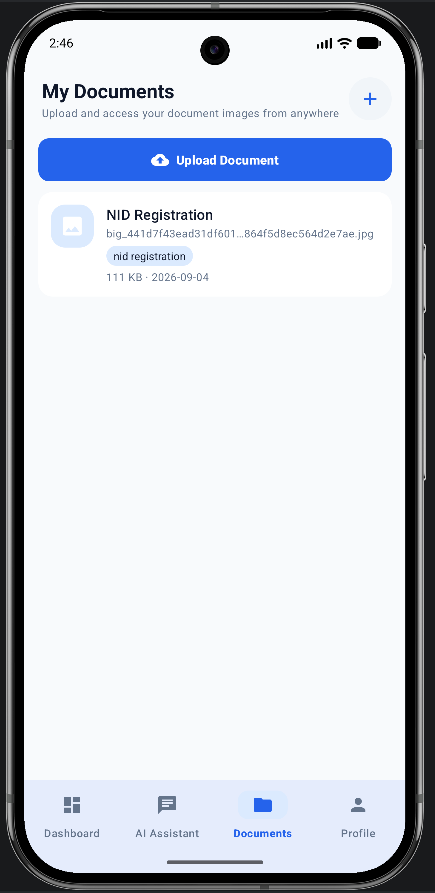 2:46
My Documents
Upload and access your document images from anywhere
Upload Document
NID Registration
big_441d7f43ead31df601...864f5d8ec564d2e7ae.jpg
nid registration
111 KB · 2026-09-04
Dashboard
AI Assistant
Documents
Profile